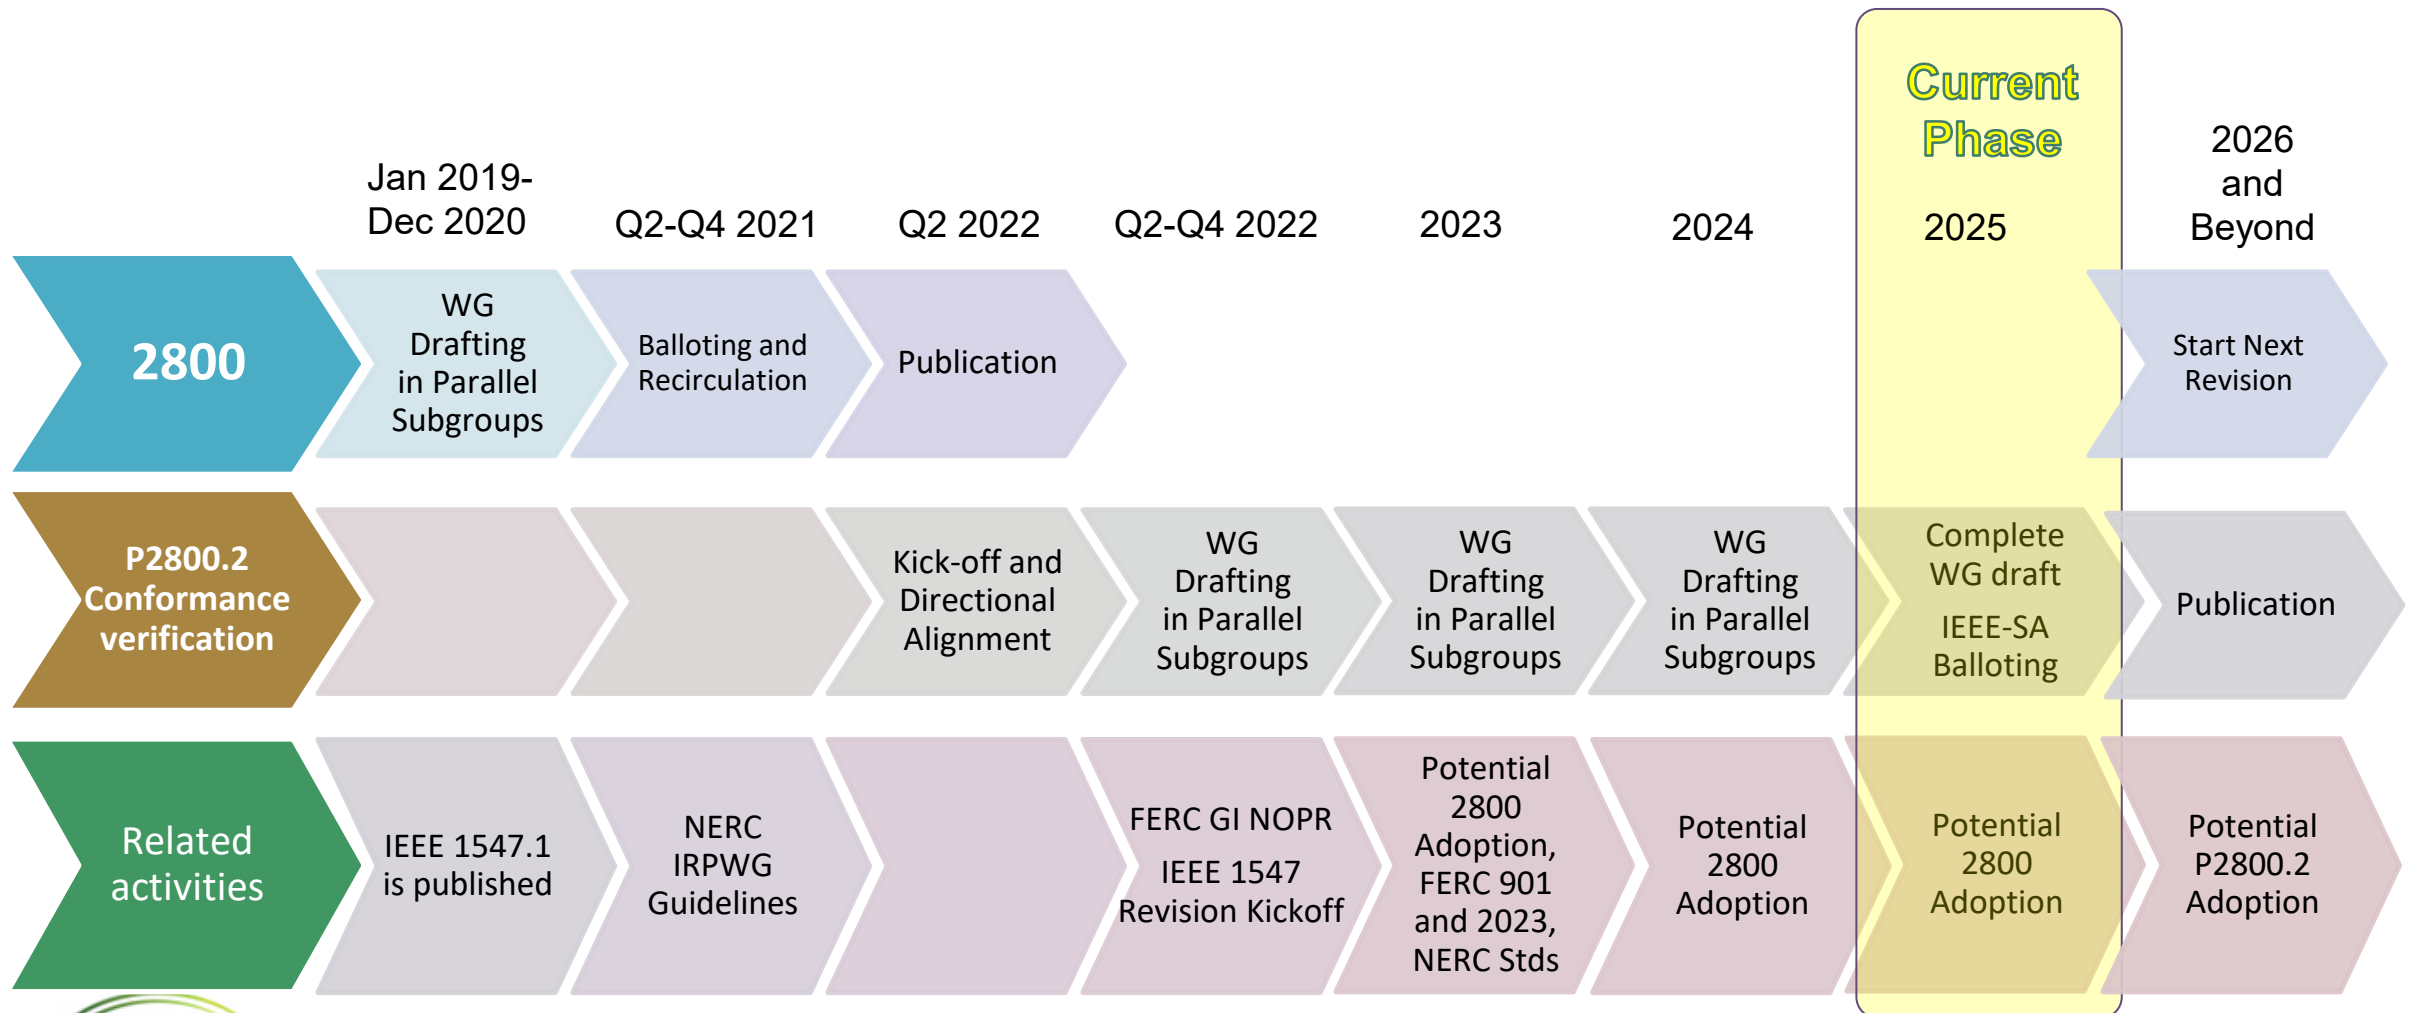 Current
Phase
Jan 2019-
Dec 2020
Q2-Q4 2021
Q2 2022
Q2-Q4 2022
2023
2024
2025
2026
and
Beyond
2800
WG
Drafting
in Parallel
Subgroups
Balloting and
Recirculation
Publication
Start Next
Revision
P2800.2
Conformance
verification
Kick-off and
Directional
Alignment
WG
Drafting
in Parallel
Subgroups
WG
Drafting
in Parallel
Subgroups
WG
Drafting
in Parallel
Subgroups
Complete
WG draft
IEEE-SA
Balloting
Publication
Related
activities
IEEE 1547.1
is published
NERC
IRPWG
Guidelines
FERC GI NOPR
IEEE 1547
Revision Kickoff
Potential
2800
Adoption,
FERC 901
and 2023,
NERC Stds
Potential
2800
Adoption
Potential
2800
Adoption
Potential
P2800.2
Adoption